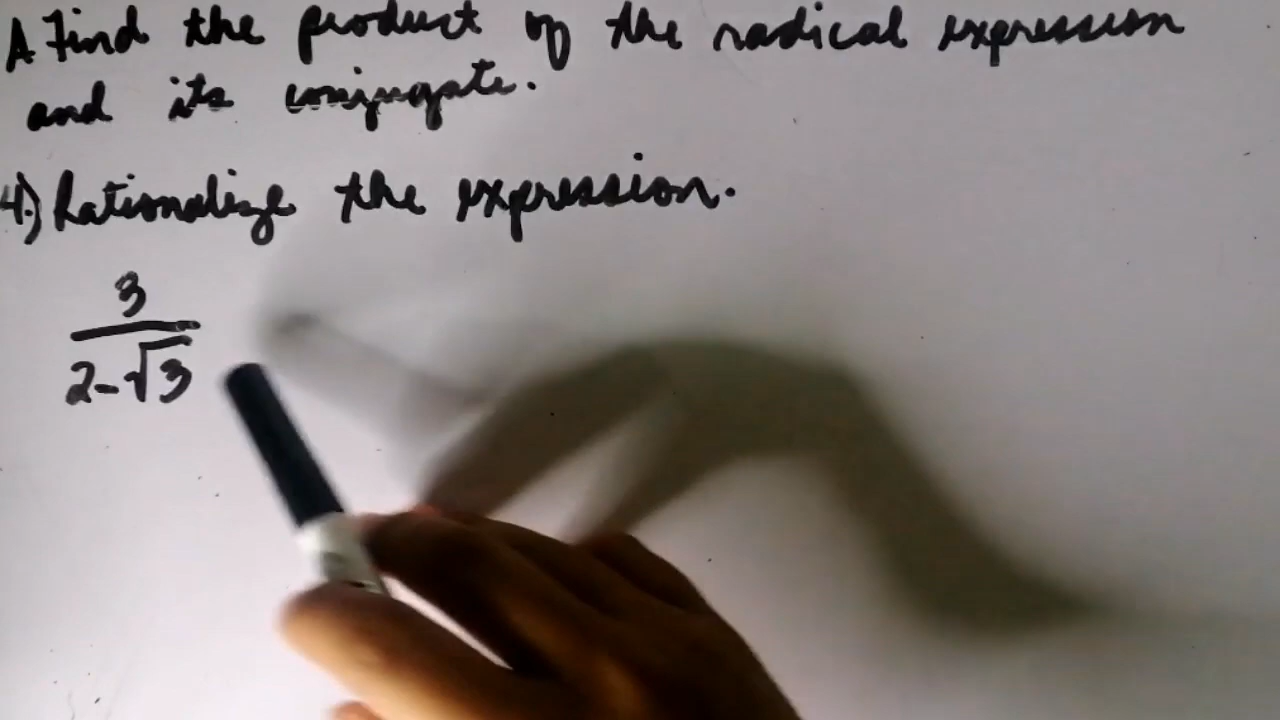 A Find the product of the radical expression
and its conjugate.
4.) Rationalize the expression.
3
2-√3